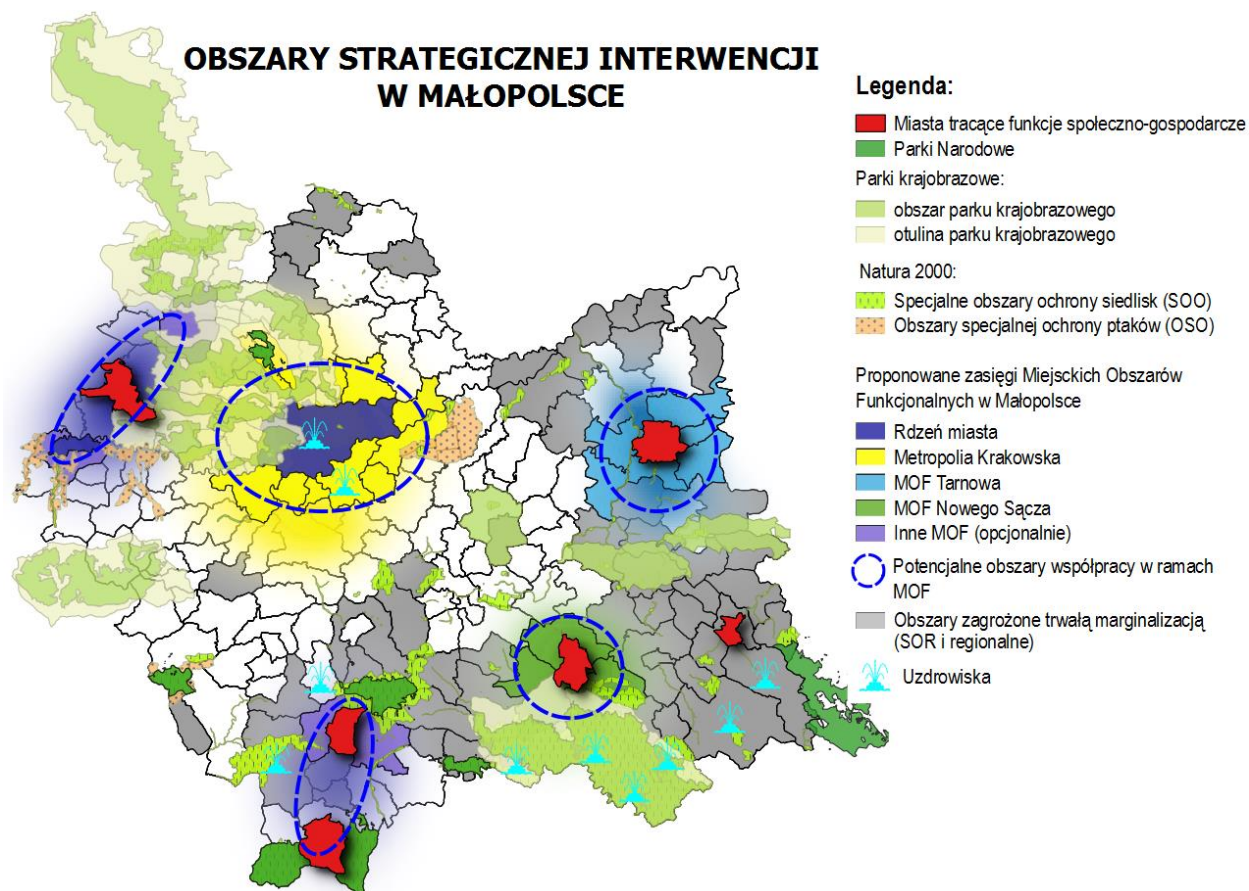 OBSZARY STRATEGICZNEJ INTERWENCJI
W MAŁOPOLSCE
Legenda:
Miasta tracące funkcje społeczno-gospodarcze
Parki Narodowe
Parki krajobrazowe:
obszar parku krajobrazowego
otulina parku krajobrazowego
Natura 2000:
Specjalne obszary ochrony siedlisk (SOO)
Obszary specjalnej ochrony ptaków (OSO)
Proponowane zasięgi Miejskich Obszarów
Funkcjonalnych w Małopolsce
Rdzeń miasta
Metropolia Krakowska
MOF Tarnowa
MOF Nowego Sącza
Inne MOF (opcjonalnie)
Potencjalne obszary współpracy w ramach
MOF
Obszary zagrożone trwałą marginalizacją
(SOR i regionalne)
Uzdrowiska